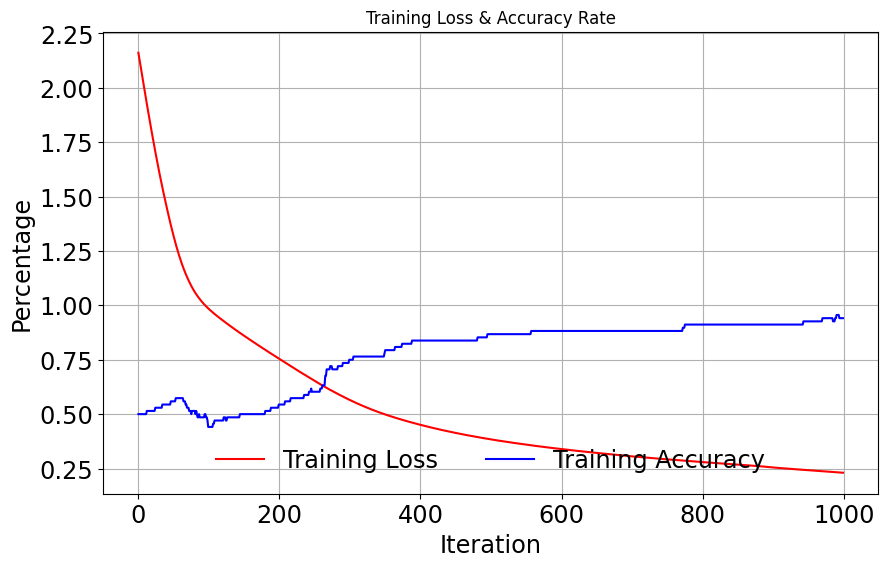 Training Loss & Accuracy Rate
2.25
2.00
1.75
1.50
1.25
1.00
0.75
0.50
0.25
Percentage
Training Loss Training Accuracy
0 200 400 600 800 1000
Iteration